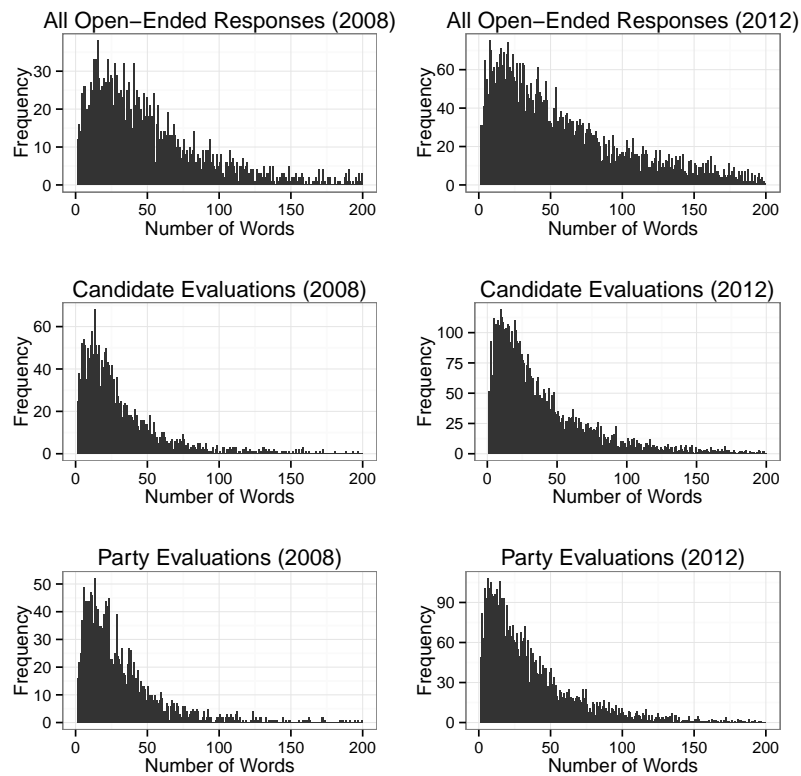 All Open−Ended Responses (2008)
Frequency
30
20
10
0
0 50 100 150 200
Number of Words
All Open−Ended Responses (2012)
Frequency
60
40
20
0
0 50 100 150 200
Number of Words
Candidate Evaluations (2008)
Frequency
60
40
20
0
0 50 100 150 200
Number of Words
Candidate Evaluations (2012)
Frequency
100
75
50
25
0
0 50 100 150 200
Number of Words
Party Evaluations (2008)
Frequency
50
40
30
20
10
0
0 50 100 150 200
Number of Words
Party Evaluations (2012)
Frequency
90
60
30
0
0 50 100 150 200
Number of Words